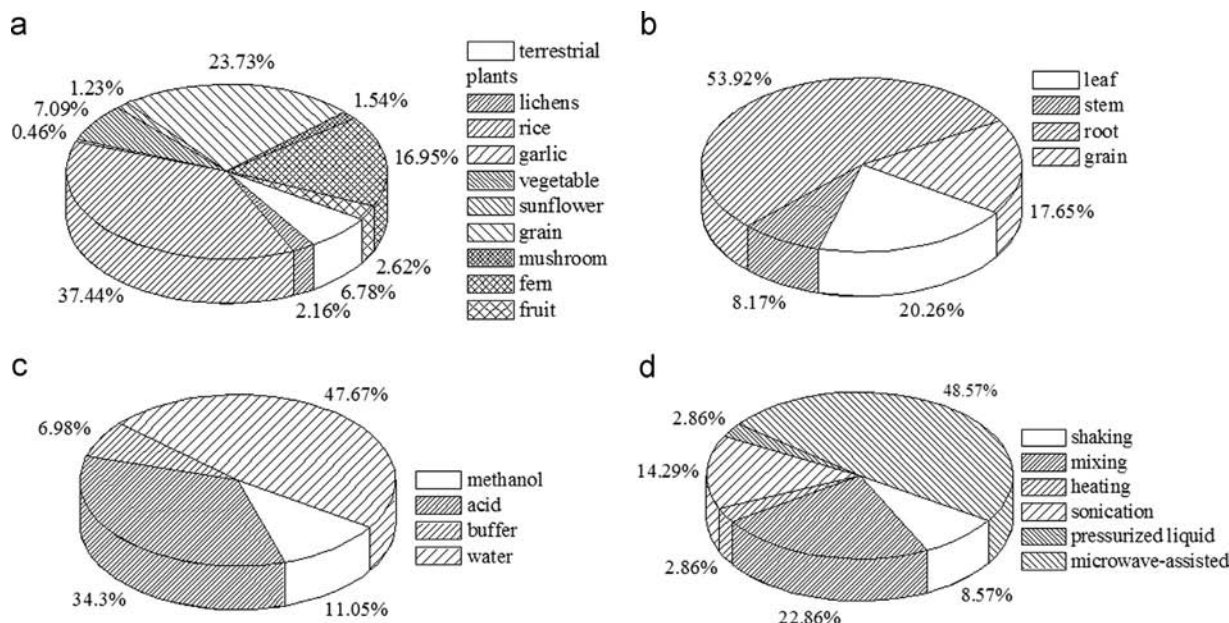 a
23.73%
1.23%
7.09%
0.46%
1.54%
16.95%
2.62%
6.78%
2.16%
37.44%
terrestrial
plants
lichens
rice
garlic
vegetable
sunflower
grain
mushroom
fern
fruit
b
53.92%
17.65%
20.26%
8.17%
leaf
stem
root
grain
c
47.67%
6.98%
34.3%
11.05%
methanol
acid
buffer
water
d
48.57%
2.86%
14.29%
2.86%
22.86%
8.57%
shaking
mixing
heating
sonication
pressurized liquid
microwave-assisted